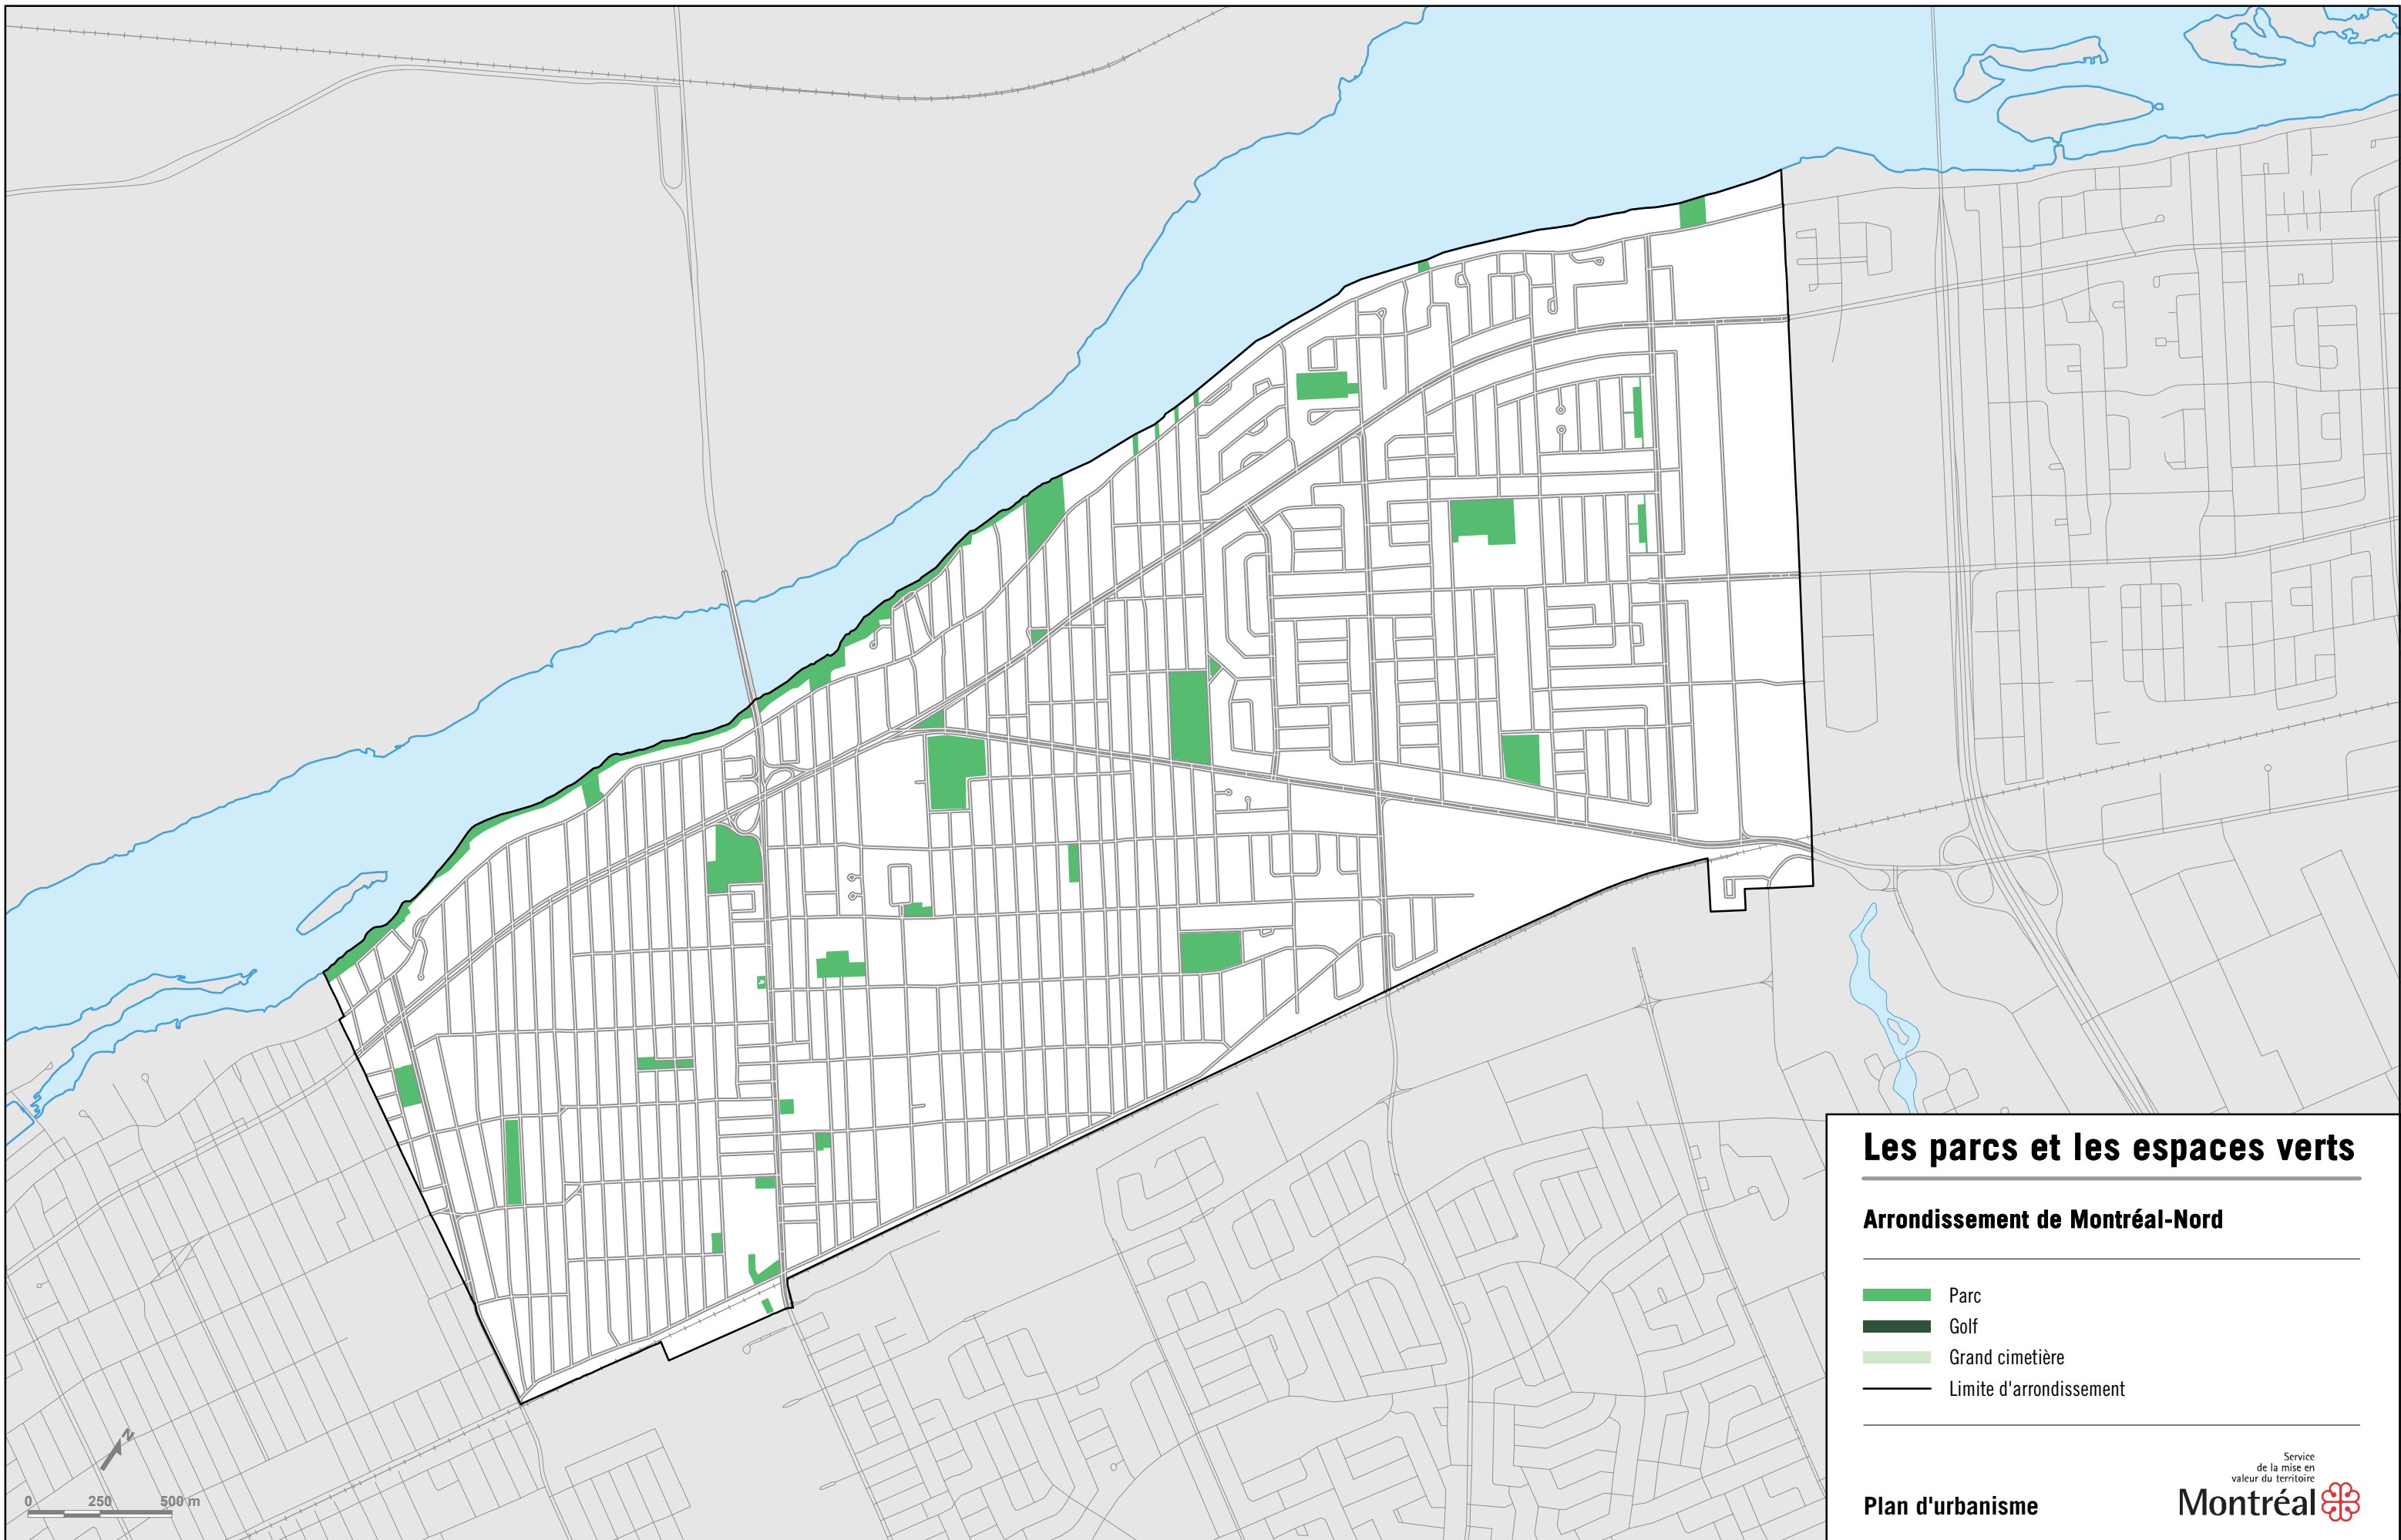 Les parcs et les espaces verts
Arrondissement de Montréal-Nord
Parc
Golf
Grand cimetière
Limite d'arrondissement
Service
de la mise en
valeur du territoire
Plan d'urbanisme
Montréal
N
0 250 500 m